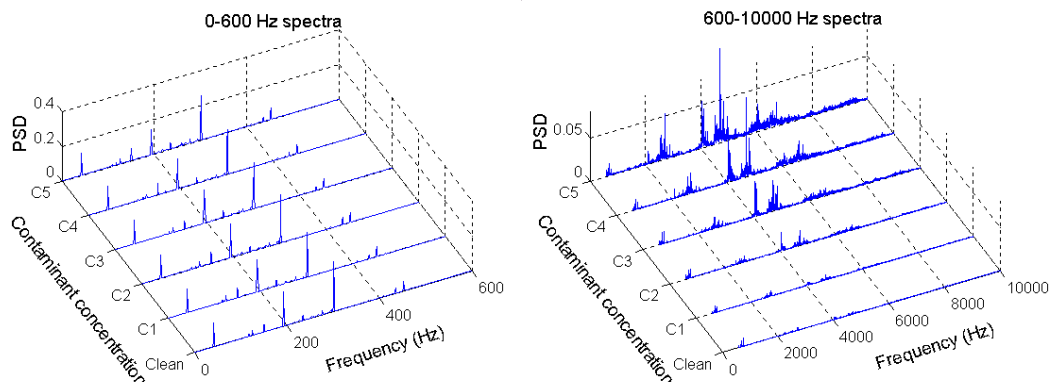 0-600 Hz spectra
0.4
0.2
0
PSD
C5
C4
C3
C2
C1
Clean
Contaminant concentration
0
200
400
600
Frequency (Hz)
600-10000 Hz spectra
0.05
0
PSD
C5
C4
C3
C2
C1
Clean
Contaminant concentration
0
2000
4000
6000
8000
10000
Frequency (Hz)